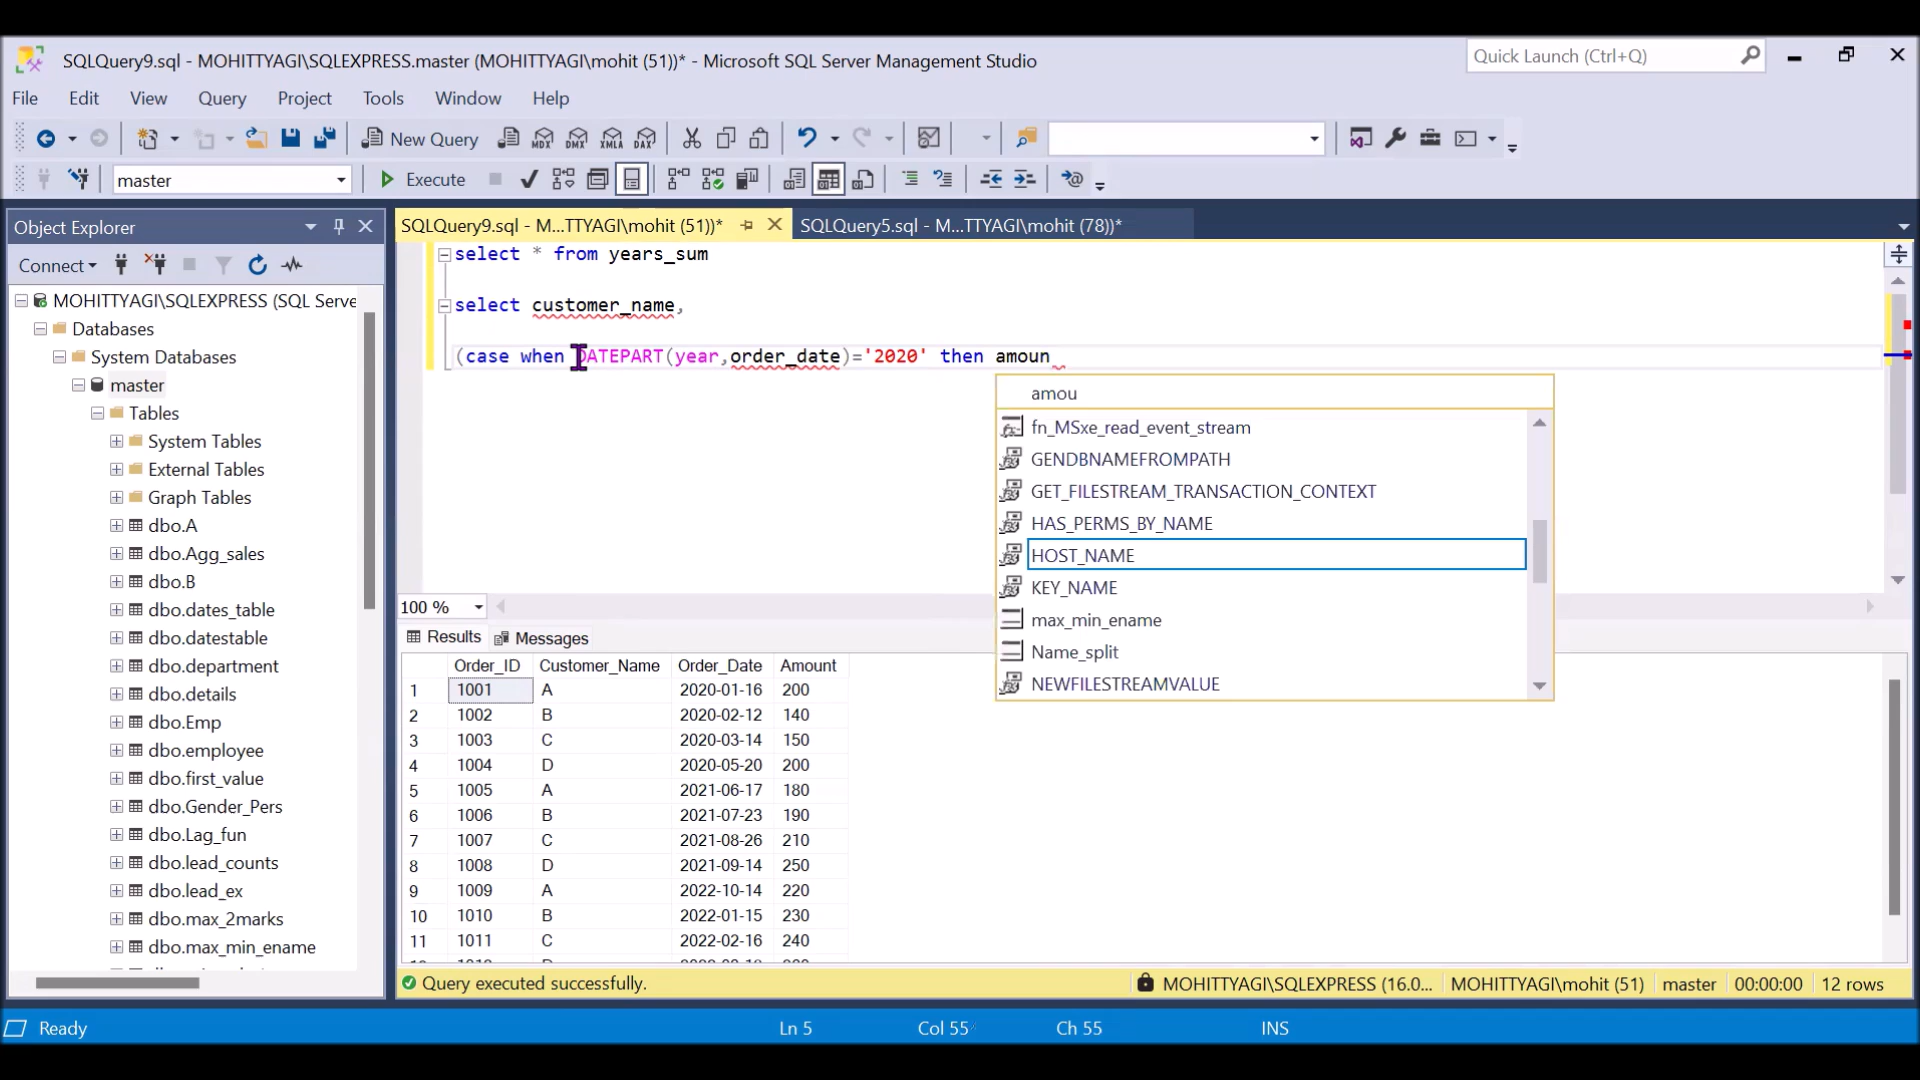 SQLQuery9.sql - MOHITTYAGI\SQLEXPRESS.master (MOHITTYAGI\mohit (51))* - Microsoft SQL Server Management Studio
Quick Launch (Ctrl+Q)
File Edit View Query Project Tools Window Help
New Query MDX DMX XMLA DAX
master Execute
Object Explorer
SQLQuery9.sql - M...TTYAGI\mohit (51))*
SQLQuery5.sql - M...TTYAGI\mohit (78))*
Connect
MOHITTYAGI\SQLEXPRESS (SQL Serve
Databases
System Databases
master
Tables
System Tables
External Tables
Graph Tables
dbo.A
dbo.Agg_sales
dbo.B
dbo.dates_table
dbo.datestable
dbo.department
dbo.details
dbo.Emp
dbo.employee
dbo.first_value
dbo.Gender_Pers
dbo.Lag_fun
dbo.lead_counts
dbo.lead_ex
dbo.max_2marks
dbo.max_min_ename
select * from years_sum
select customer_name,
(case when DATEPART(year,order_date)='2020' then amoun
amou
fn_MSxe_read_event_stream
GENDBNAMEFROMPATH
GET_FILESTREAM_TRANSACTION_CONTEXT
HAS_PERMS_BY_NAME
HOST_NAME
KEY_NAME
max_min_ename
Name_split
NEWFILESTREAMVALUE
100 %
Results Messages
Order_ID Customer_Name Order_Date Amount
1 1001 A 2020-01-16 200
2 1002 B 2020-02-12 140
3 1003 C 2020-03-14 150
4 1004 D 2020-05-20 200
5 1005 A 2021-06-17 180
6 1006 B 2021-07-23 190
7 1007 C 2021-08-26 210
8 1008 D 2021-09-14 250
9 1009 A 2022-10-14 220
10 1010 B 2022-01-15 230
11 1011 C 2022-02-16 240
Query executed successfully. MOHITTYAGI\SQLEXPRESS (16.0... MOHITTYAGI\mohit (51) master 00:00:00 12 rows
Ready Ln 5 Col 55 Ch 55 INS